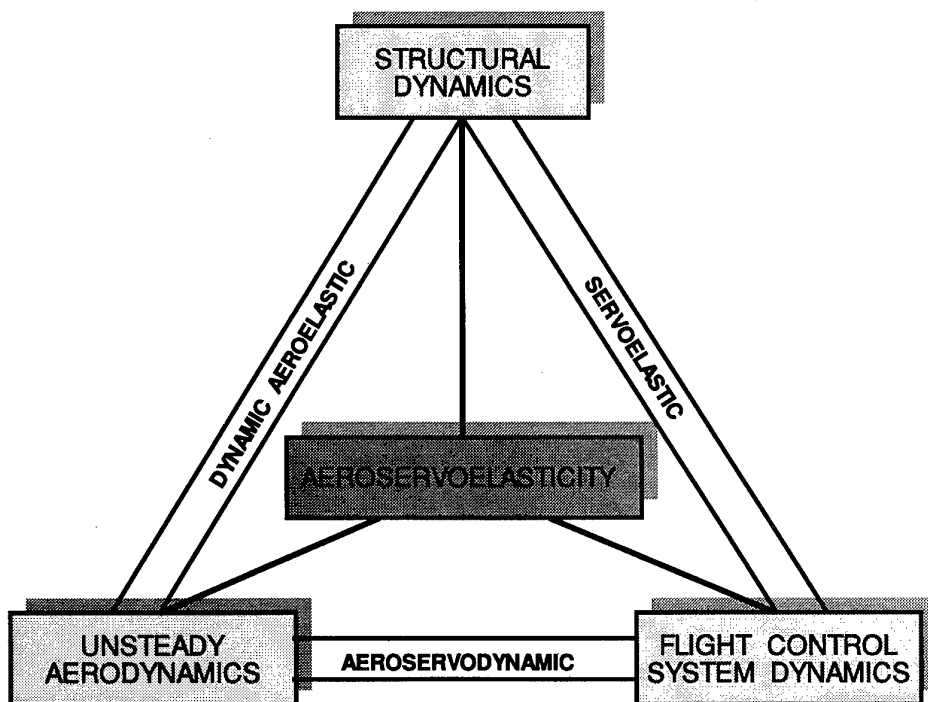 STRUCTURAL
DYNAMICS
DYNAMIC AEROELASTIC
SERVOELASTIC
AEROSERVOELASTICITY
UNSTEADY
AERODYNAMICS
AEROSERVODYNAMIC
FLIGHT CONTROL
SYSTEM DYNAMICS